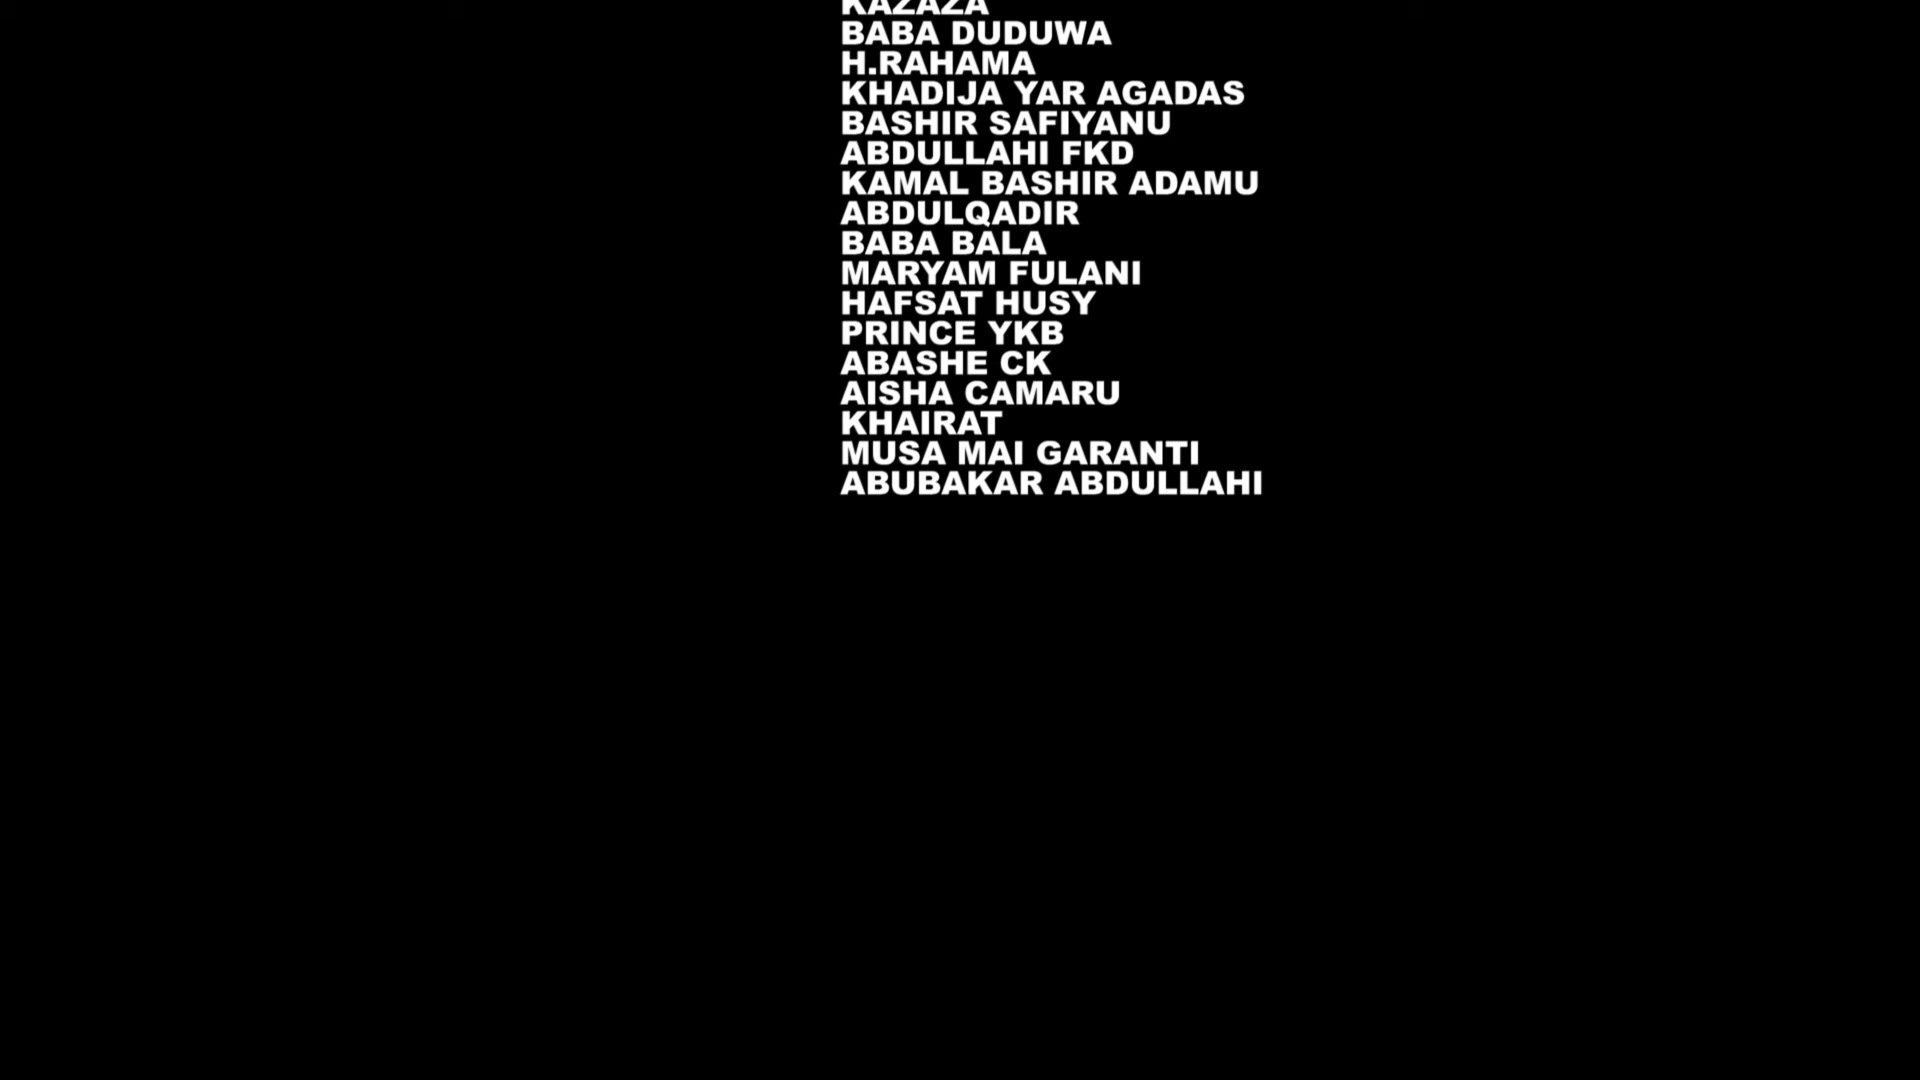 KAZAZA
BABA DUDUWA
H.RAHAMA
KHADIJA YAR AGADAS
BASHIR SAFIYANU
ABDULLAHI FKD
KAMAL BASHIR ADAMU
ABDULQADIR
BABA BALA
MARYAM FULANI
HAFSAT HUSY
PRINCE YKB
ABASHE CK
AISHA CAMARU
KHAIRAT
MUSA MAI GARANTI
ABUBAKAR ABDULLAHI